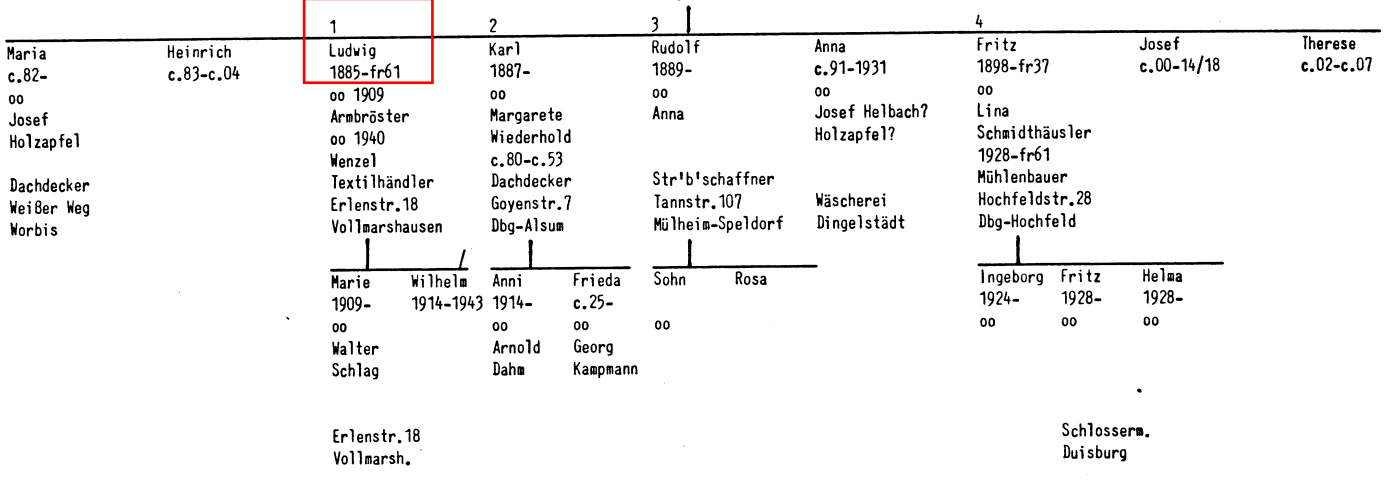 1 2 3 4
Maria Heinrich Ludwig Karl Rudolf Anna Fritz Josef Therese
c.82- c.83-c.04 1885-fr61 1887- 1889- c.91-1931 1898-fr37 c.00-14/18 c.02-c.07
oo oo 1909 oo oo oo oo
Josef Armbröster Margarete Anna Josef Helbach? Lina
Holzapfel oo 1940 Wiederhold Holzapfel? Schmidthäusler
Wenzel c.80-c.53 1928-fr61
Dachdecker Textilhändler Dachdecker Str'b'schaffner Mühlenbauer
Weißer Weg Erlenstr.18 Goyenstr.7 Tannstr.107 Wäscherei Hochfeldstr.28
Worbis Vollmarshausen Dbg-Alsum Mülheim-Speldorf Dingelstädt Dbg-Hochfeld
Marie Wilhelm Anni Frieda Sohn Rosa Ingeborg Fritz Helma
1909- 1914-1943 1914- c.25- 1924- 1928- 1928-
oo oo oo oo oo oo oo
Walter Arnold Georg
Schlag Dahm Kampmann
Erlenstr.18 Schlosserm.
Vollmarsh. Duisburg